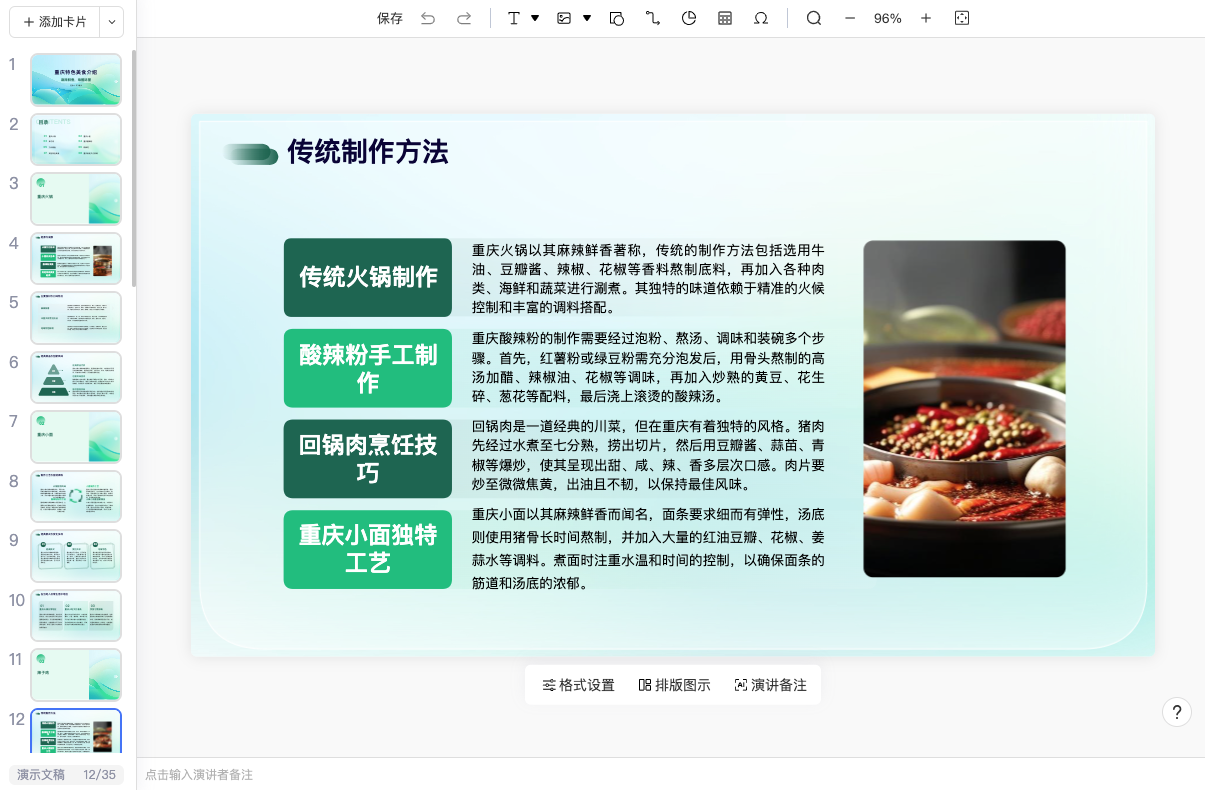 添加卡片
保存
96%
1
重庆特色美食介绍
2
目录
3
重庆火锅
4
5
6
7
重庆小面
8
9
10
11
12
传统制作方法
传统火锅制作
重庆火锅以其麻辣鲜香著称，传统的制作方法包括选用牛
油、豆瓣酱、辣椒、花椒等香料熬制底料，再加入各种肉
类、海鲜和蔬菜进行涮煮。其独特的味道依赖于精准的火候
控制和丰富的调料搭配。
酸辣粉手工制
作
重庆酸辣粉的制作需要经过泡粉、熬汤、调味和装碗多个步
骤。首先，红薯粉或绿豆粉需充分泡发后，用骨头熬制的高
汤加醋、辣椒油、花椒等调味，再加入炒熟的黄豆、花生
碎、葱花等配料，最后浇上滚烫的酸辣汤。
回锅肉烹饪技
巧
回锅肉是一道经典的川菜，但在重庆有着独特的风格。猪肉
先经过水煮至七分熟，捞出切片，然后用豆瓣酱、蒜苗、青
椒等爆炒，使其呈现出甜、咸、辣、香多层次口感。肉片要
炒至微微焦黄，出油且不韧，以保持最佳风味。
重庆小面独特
工艺
重庆小面以其麻辣鲜香而闻名，面条要求细而有弹性，汤底
则使用猪骨长时间熬制，并加入大量的红油豆瓣、花椒、姜
蒜水等调料。煮面时注重水温和时间的控制，以确保面条的
筋道和汤底的浓郁。
格式设置
排版图示
演讲备注
?
演示文稿
12/35
点击输入演讲者备注